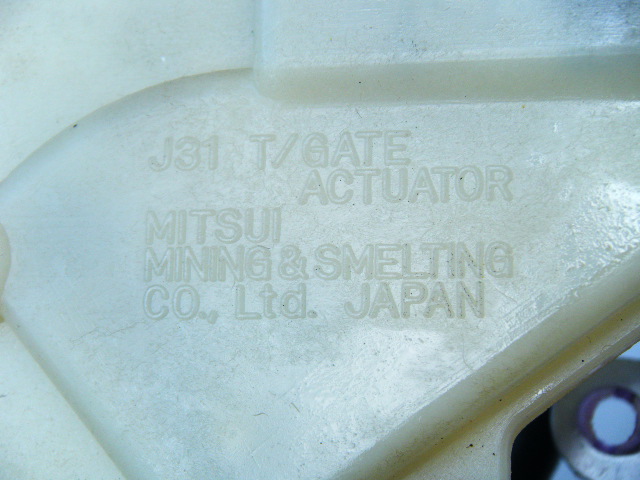 J31 T/GATE
ACTUATOR
MITSUI
MINING & SMELTING
CO., Ltd. JAPAN